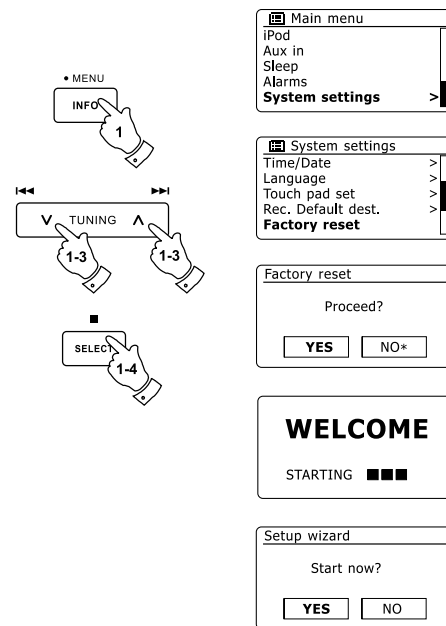 • MENU
INFO
1
TUNING
1-3
1-3
SELECT
1-4
Main menu
iPod
Aux in
Sleep
Alarms
System settings >
System settings
Time/Date >
Language >
Touch pad set >
Rec. Default dest. >
Factory reset
Factory reset
Proceed?
YES NO*
WELCOME
STARTING
Setup wizard
Start now?
YES NO